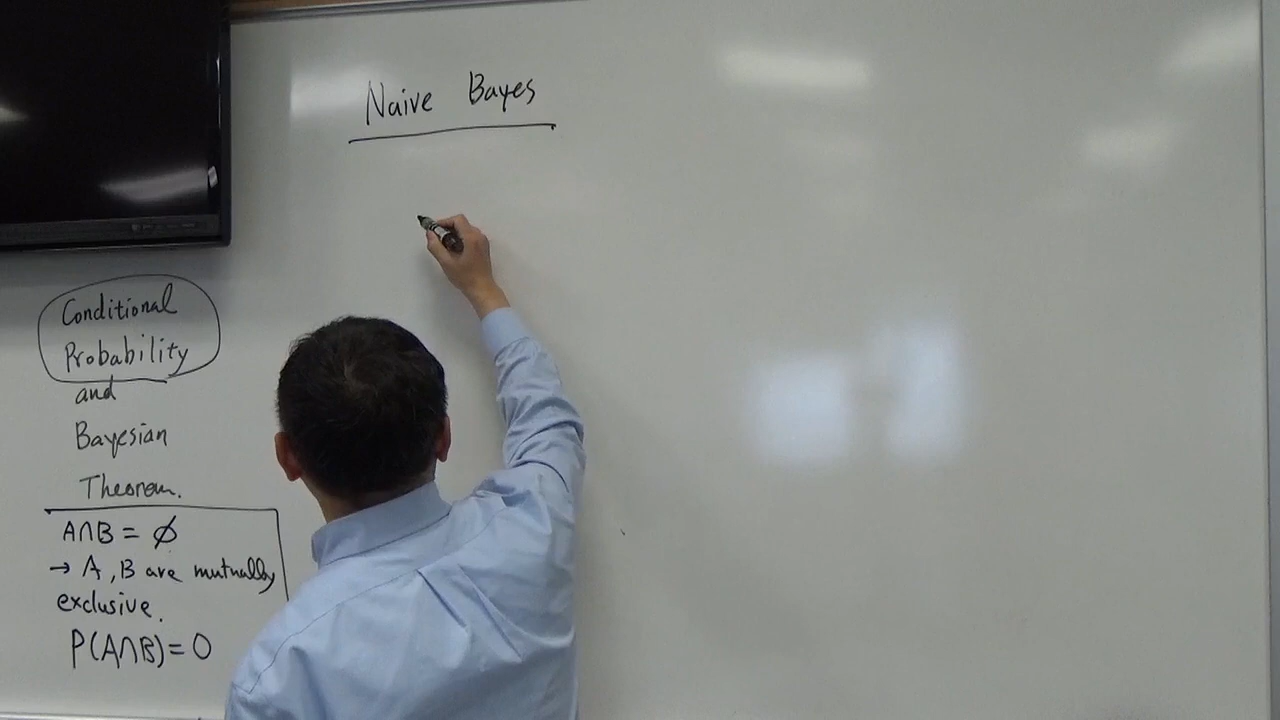 Naive Bayes
Conditional
Probability
and
Bayesian
Theorem.
A∩B = ∅
→ A, B are mutually
exclusive.
P(A∩B) = 0